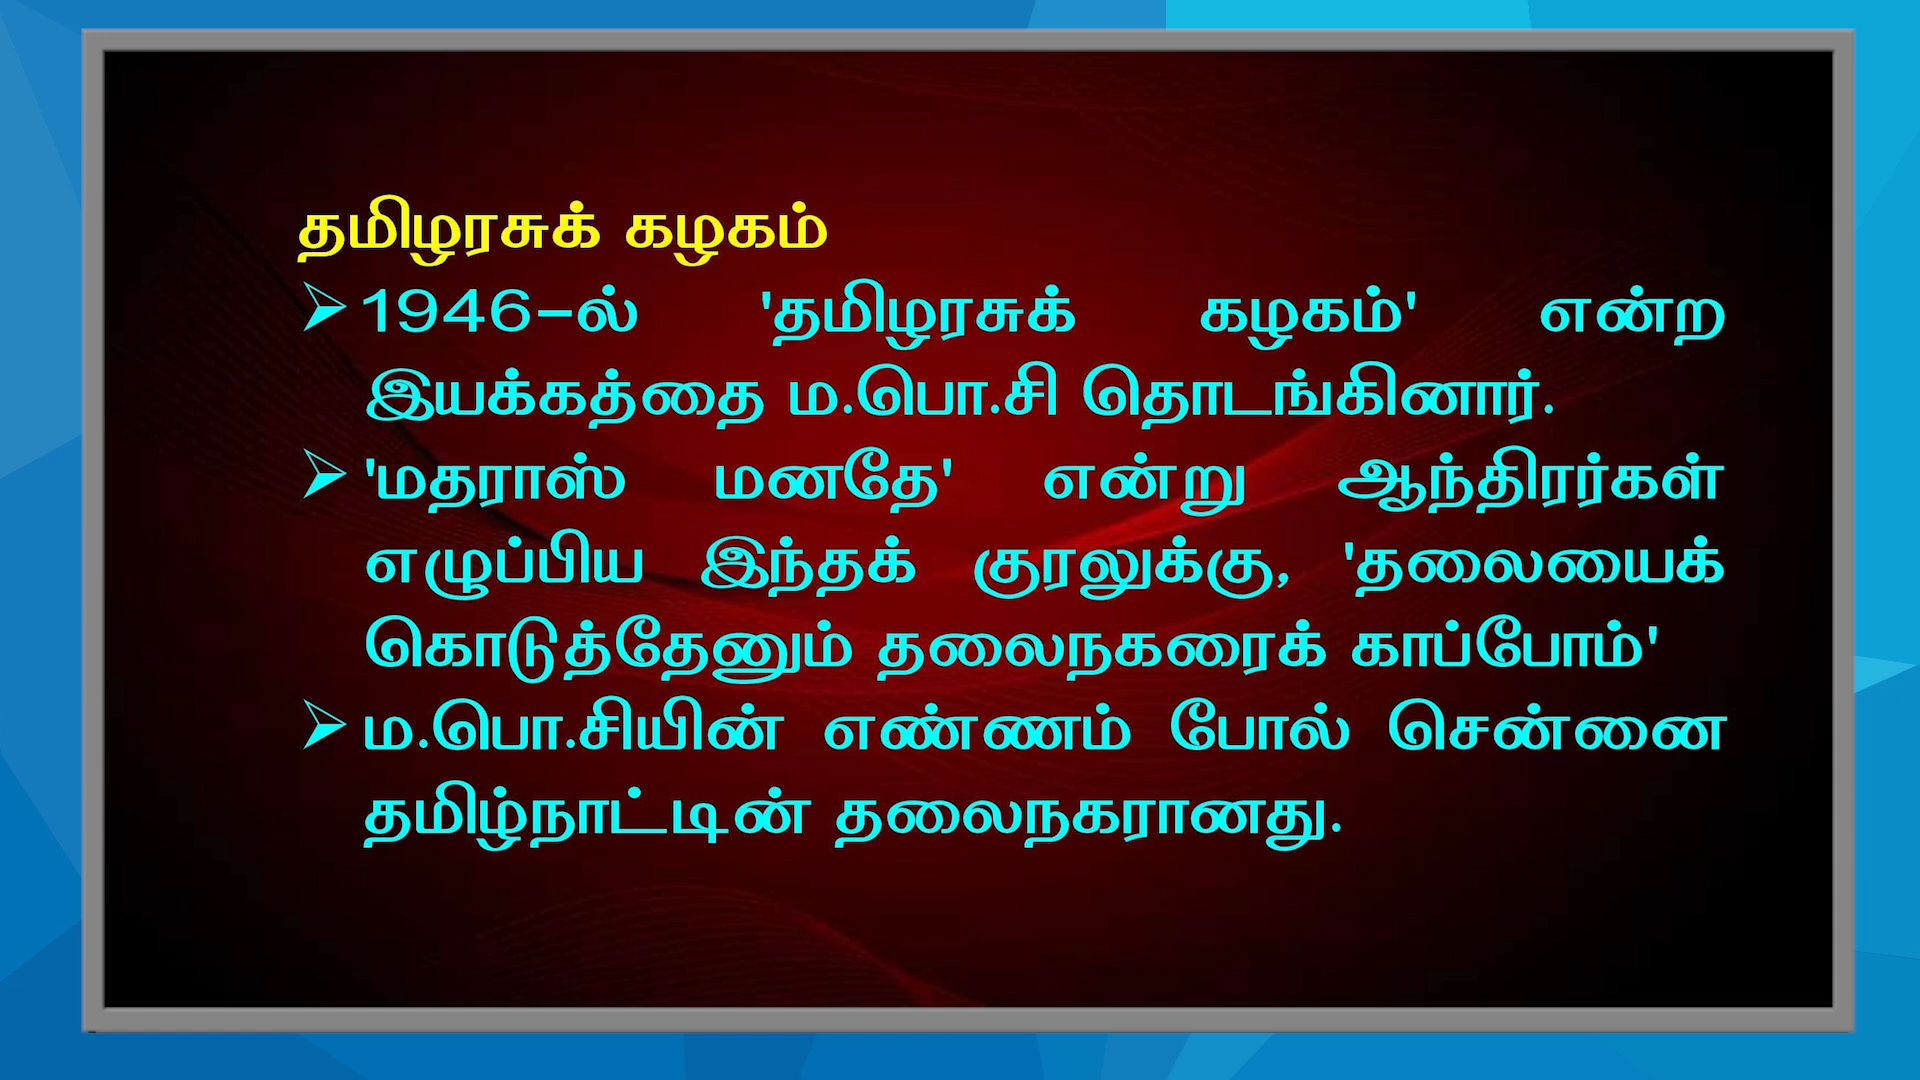 தமிழரசுக் கழகம்
1946-ல் 'தமிழரசுக் கழகம்' என்ற
இயக்கத்தை ம.பொ.சி தொடங்கினார்.
'மதராஸ் மனதே' என்று ஆந்திரர்கள்
எழுப்பிய இந்தக் குரலுக்கு, 'தலையைக்
கொடுத்தேனும் தலைநகரைக் காப்போம்'
ம.பொ.சியின் எண்ணம் போல் சென்னை
தமிழ்நாட்டின் தலைநகரானது.